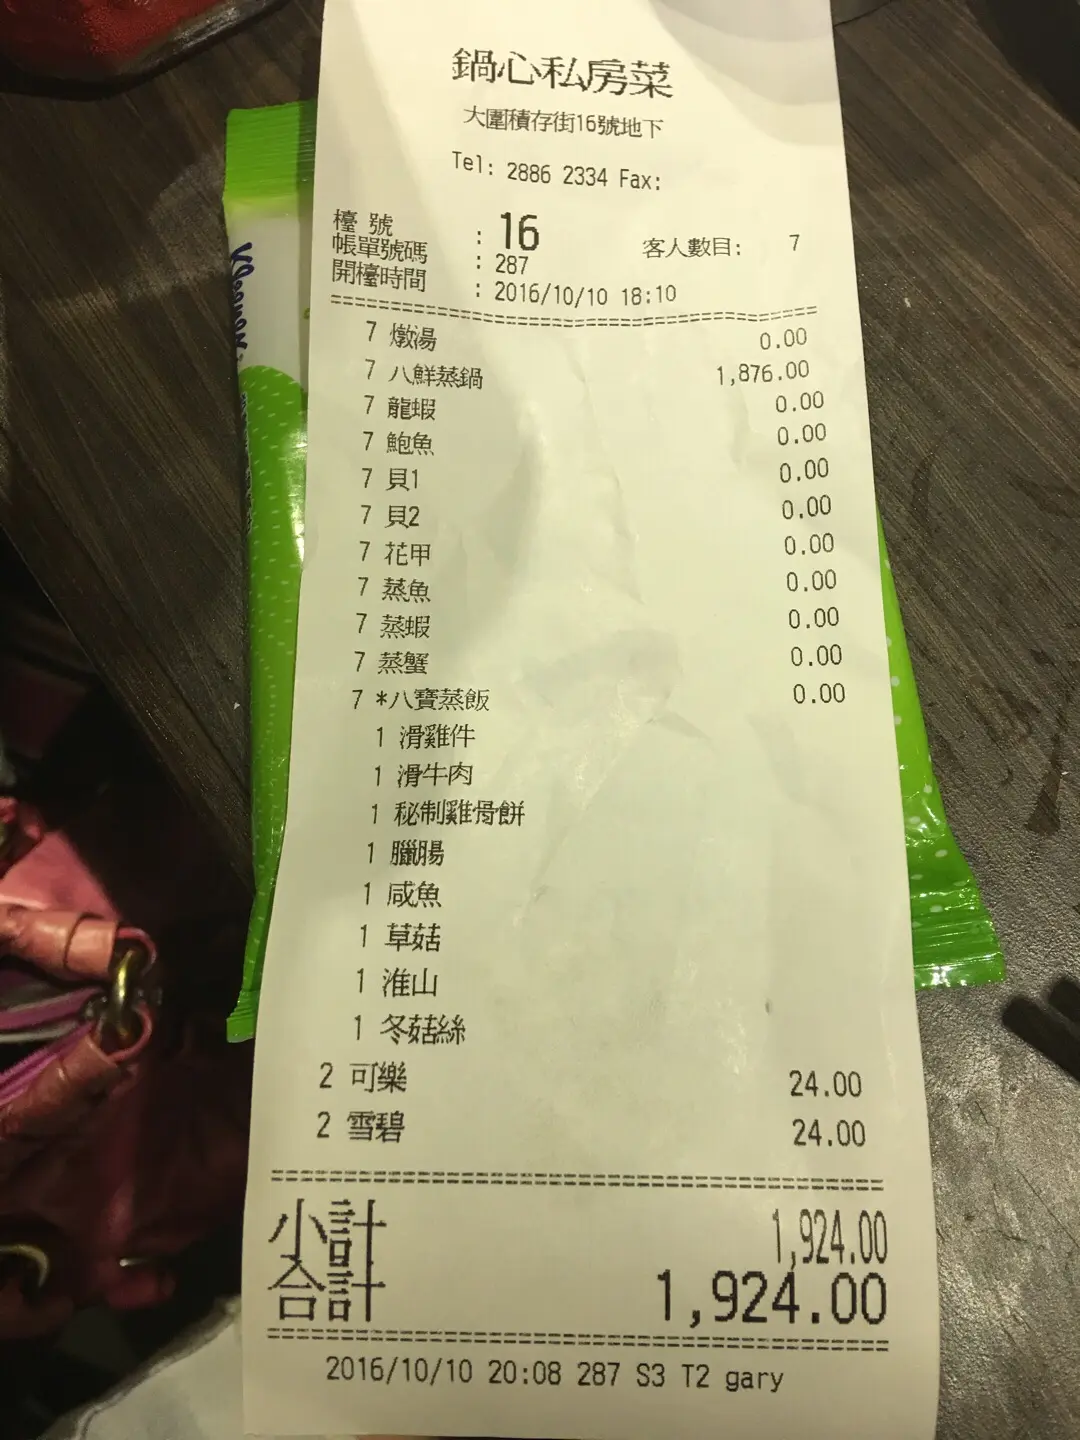 鍋心私房菜
大圍積存街16號地下
Tel: 2886 2334 Fax:
檯號 : 16 客人數目: 7
帳單號碼 : 287
開檯時間 : 2016/10/10 18:10
7 燉湯 0.00
7 八鮮蒸鍋 1,876.00
7 龍蝦 0.00
7 鮑魚 0.00
7 貝1 0.00
7 貝2 0.00
7 花甲 0.00
7 蒸魚 0.00
7 蒸蝦 0.00
7 蒸蟹 0.00
7 *八寶蒸飯 0.00
1 滑雞件
1 滑牛肉
1 秘制雞骨餅
1 臘腸
1 咸魚
1 草菇
1 淮山
1 冬菇絲
2 可樂 24.00
2 雪碧 24.00
小計 1,924.00
合計 1,924.00
2016/10/10 20:08 287 S3 T2 gary
Kleenex